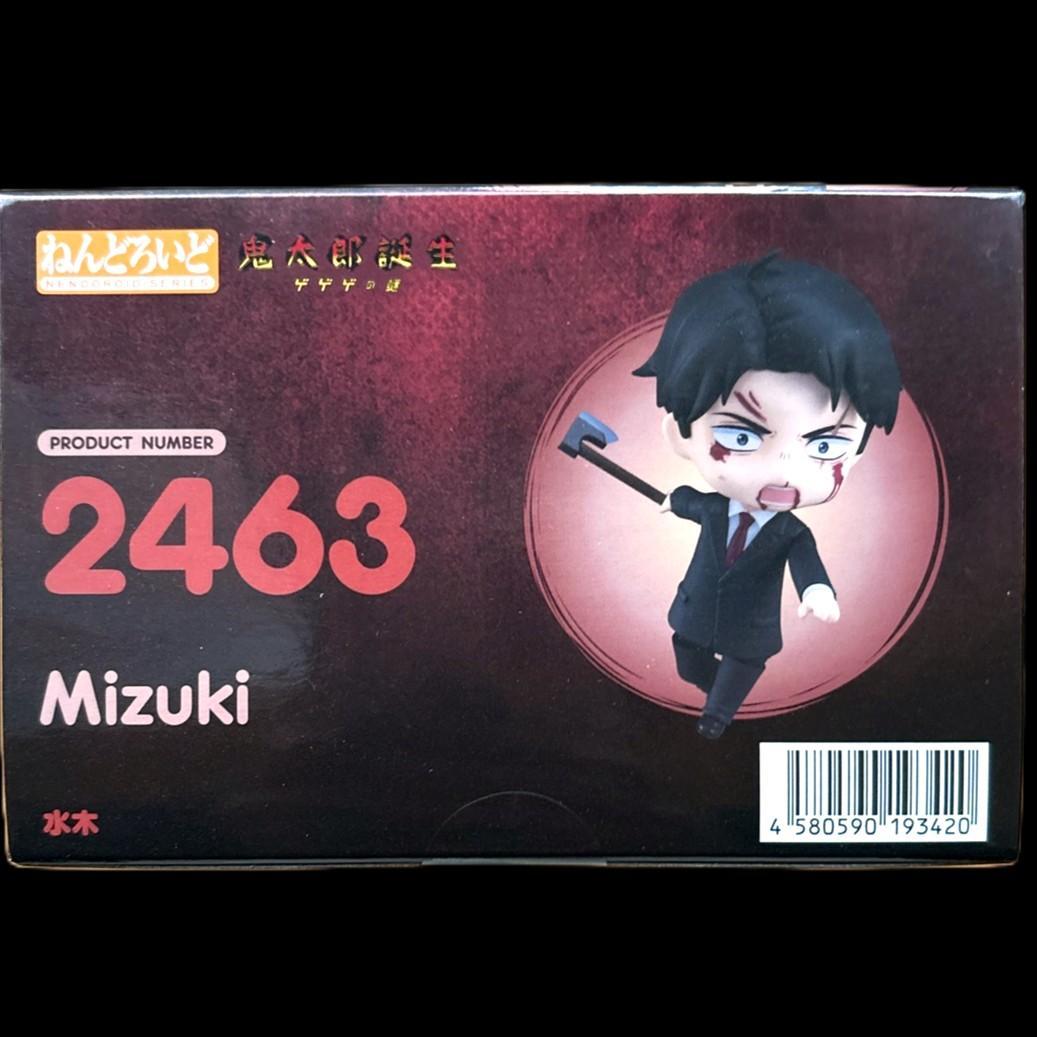 ねんどろいど
NENDOROID SERIES
鬼太郎誕生
ゲゲゲの謎
PRODUCT NUMBER
2463
Mizuki
水木
4 580590 193420